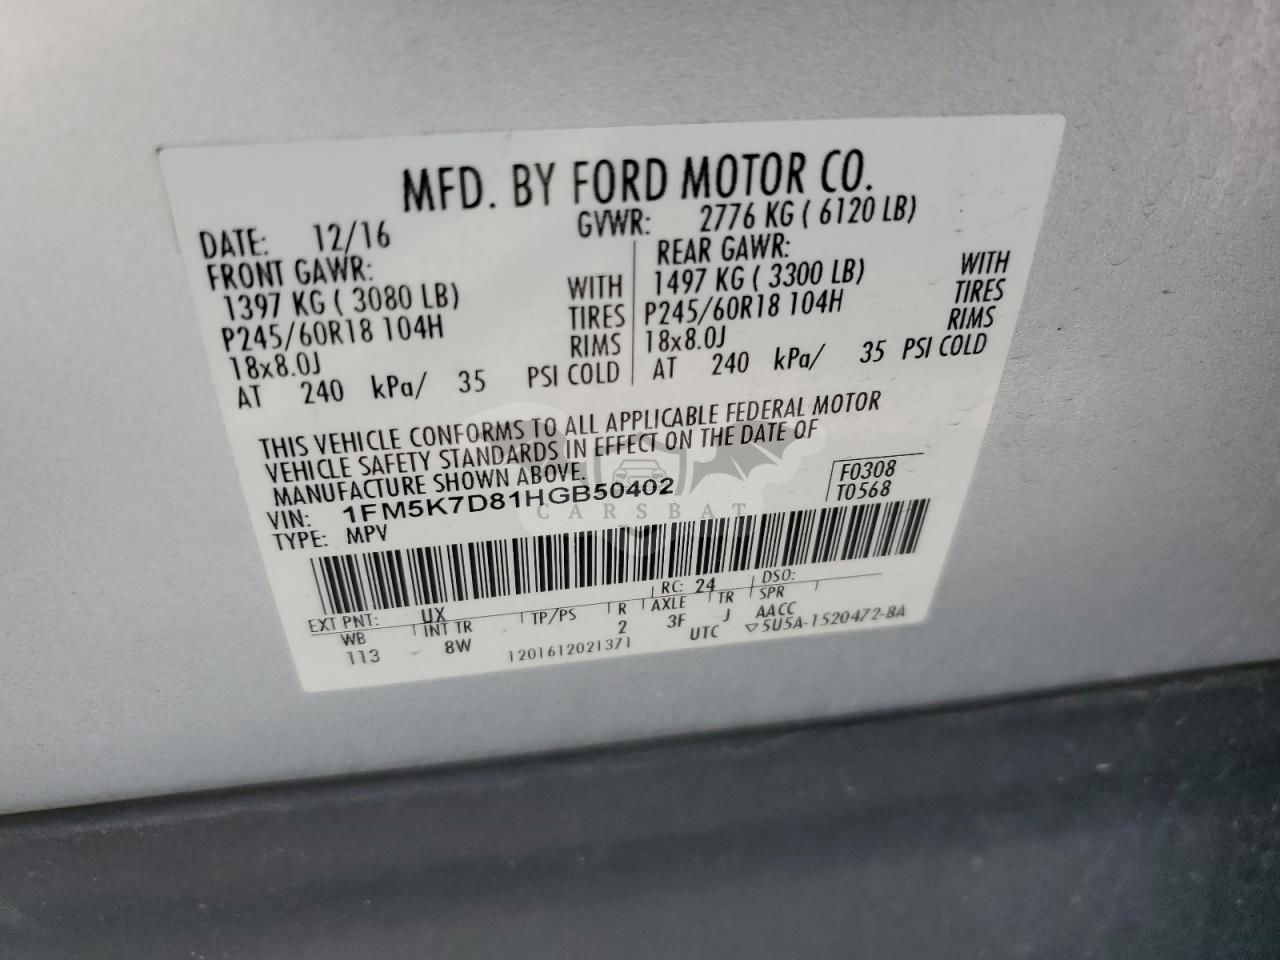 MFD. BY FORD MOTOR CO.
DATE: 12/16 GVWR: 2776 KG ( 6120 LB)
FRONT GAWR: REAR GAWR:
1397 KG ( 3080 LB) WITH 1497 KG ( 3300 LB) WITH
P245/60R18 104H TIRES P245/60R18 104H TIRES
18x8.0J RIMS 18x8.0J RIMS
AT 240 kPa/ 35 PSI COLD AT 240 kPa/ 35 PSI COLD
THIS VEHICLE CONFORMS TO ALL APPLICABLE FEDERAL MOTOR
VEHICLE SAFETY STANDARDS IN EFFECT ON THE DATE OF
MANUFACTURE SHOWN ABOVE.
VIN: 1FM5K7D81HGB50402
TYPE: MPV
F0308
T0568
CARSBAT
EXT PNT: UX RC: 24 DSO:
WB INT TR TP/PS R AXLE TR SPR
113 8W 2 3F J AACC
1201612021371 UTC ▽5U5A-1520472-BA